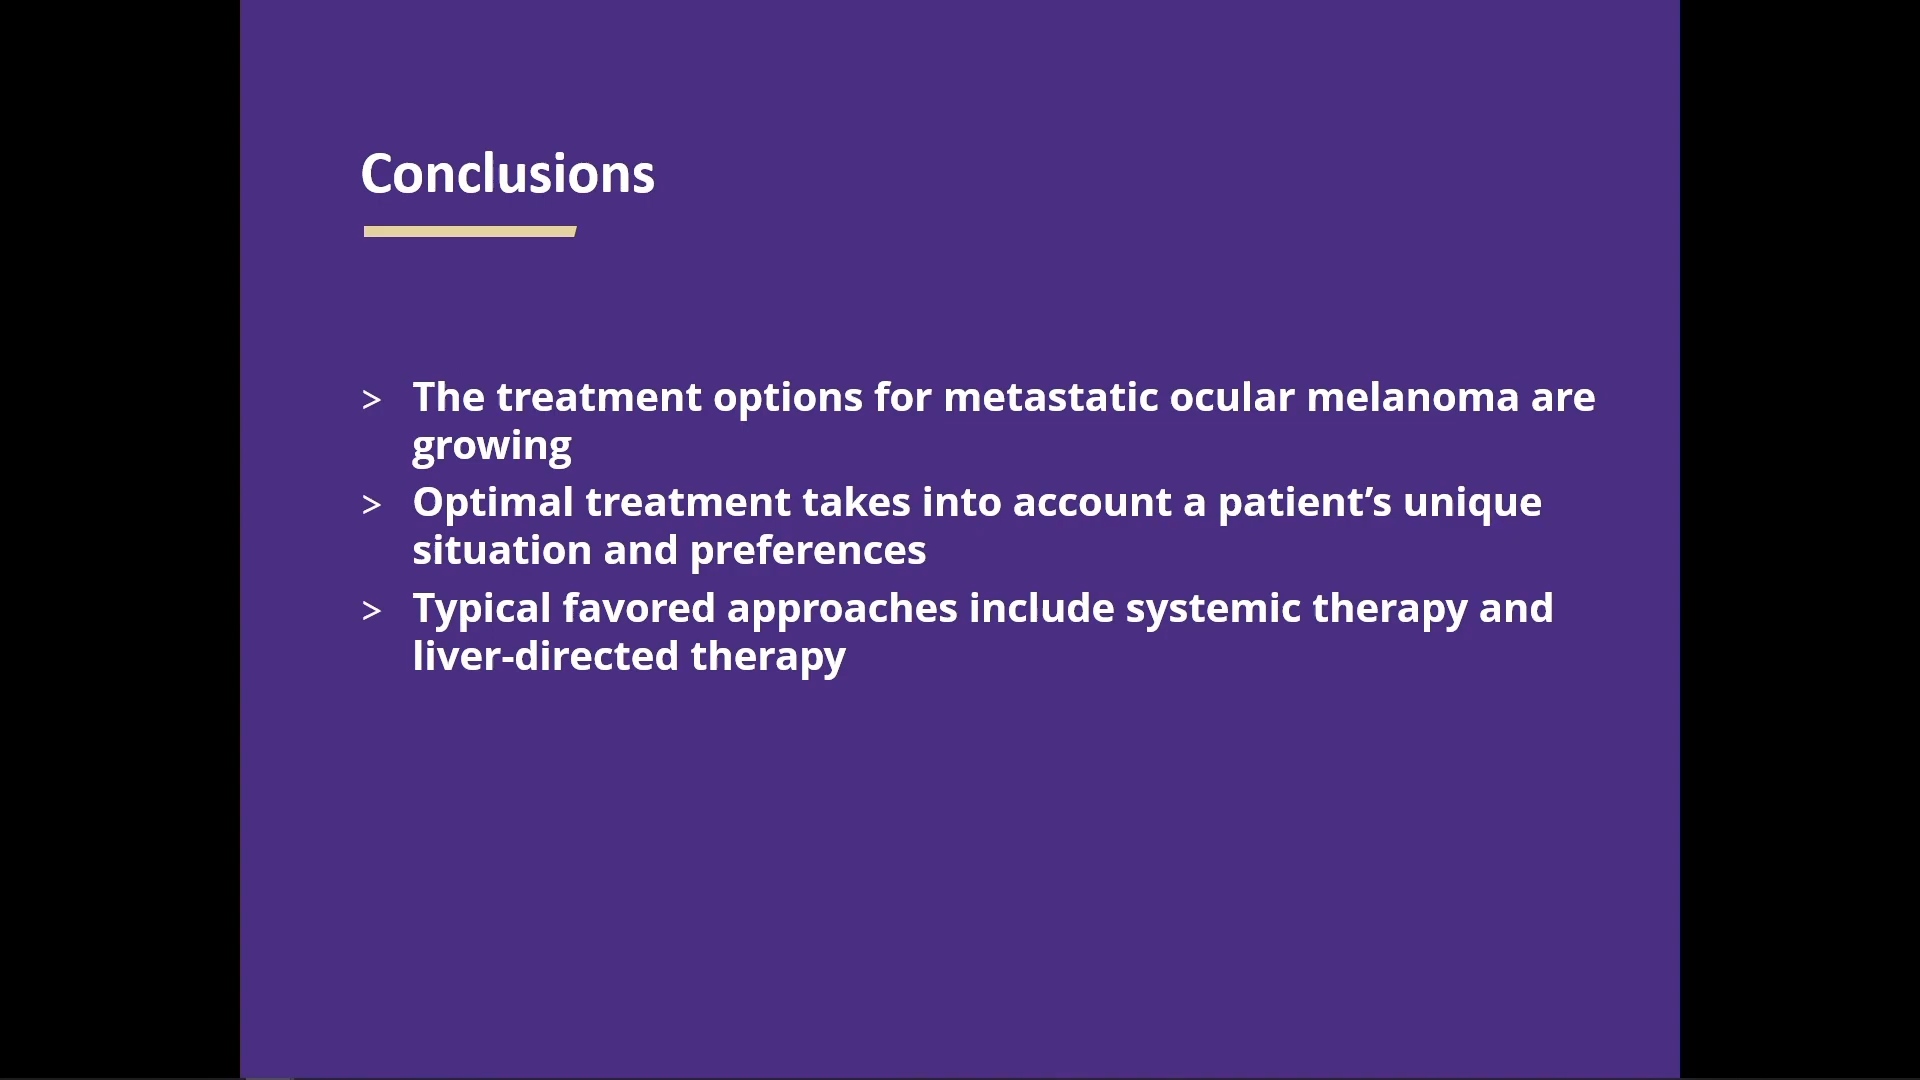 Conclusions
> The treatment options for metastatic ocular melanoma are
growing
> Optimal treatment takes into account a patient’s unique
situation and preferences
> Typical favored approaches include systemic therapy and
liver-directed therapy